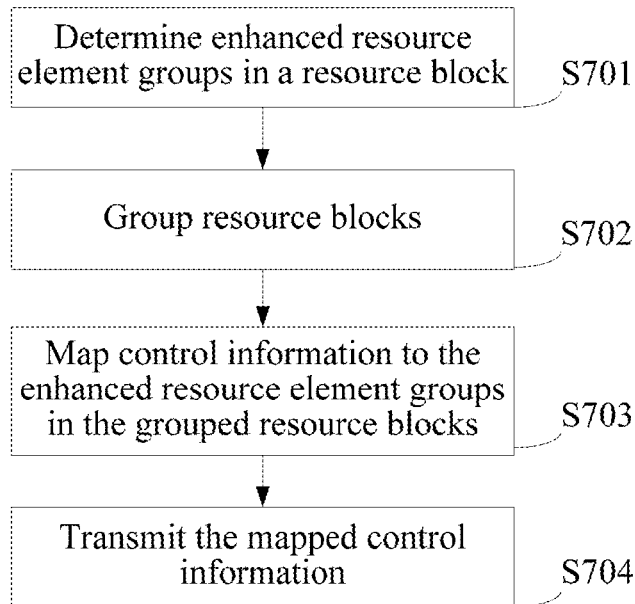 Determine enhanced resource
element groups in a resource block
S701
Group resource blocks
S702
Map control information to the
enhanced resource element groups
in the grouped resource blocks
S703
Transmit the mapped control
information
S704